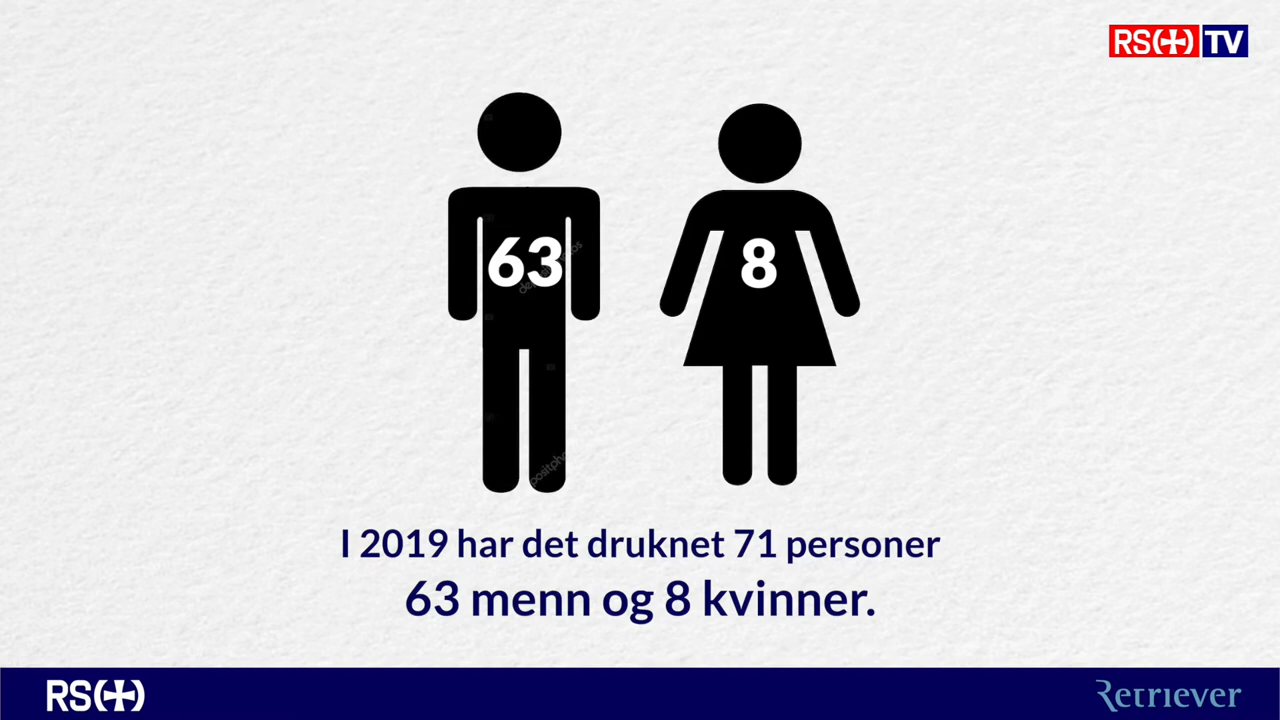 RS TV
63
8
I 2019 har det druknet 71 personer
63 menn og 8 kvinner.
RS
Retriever